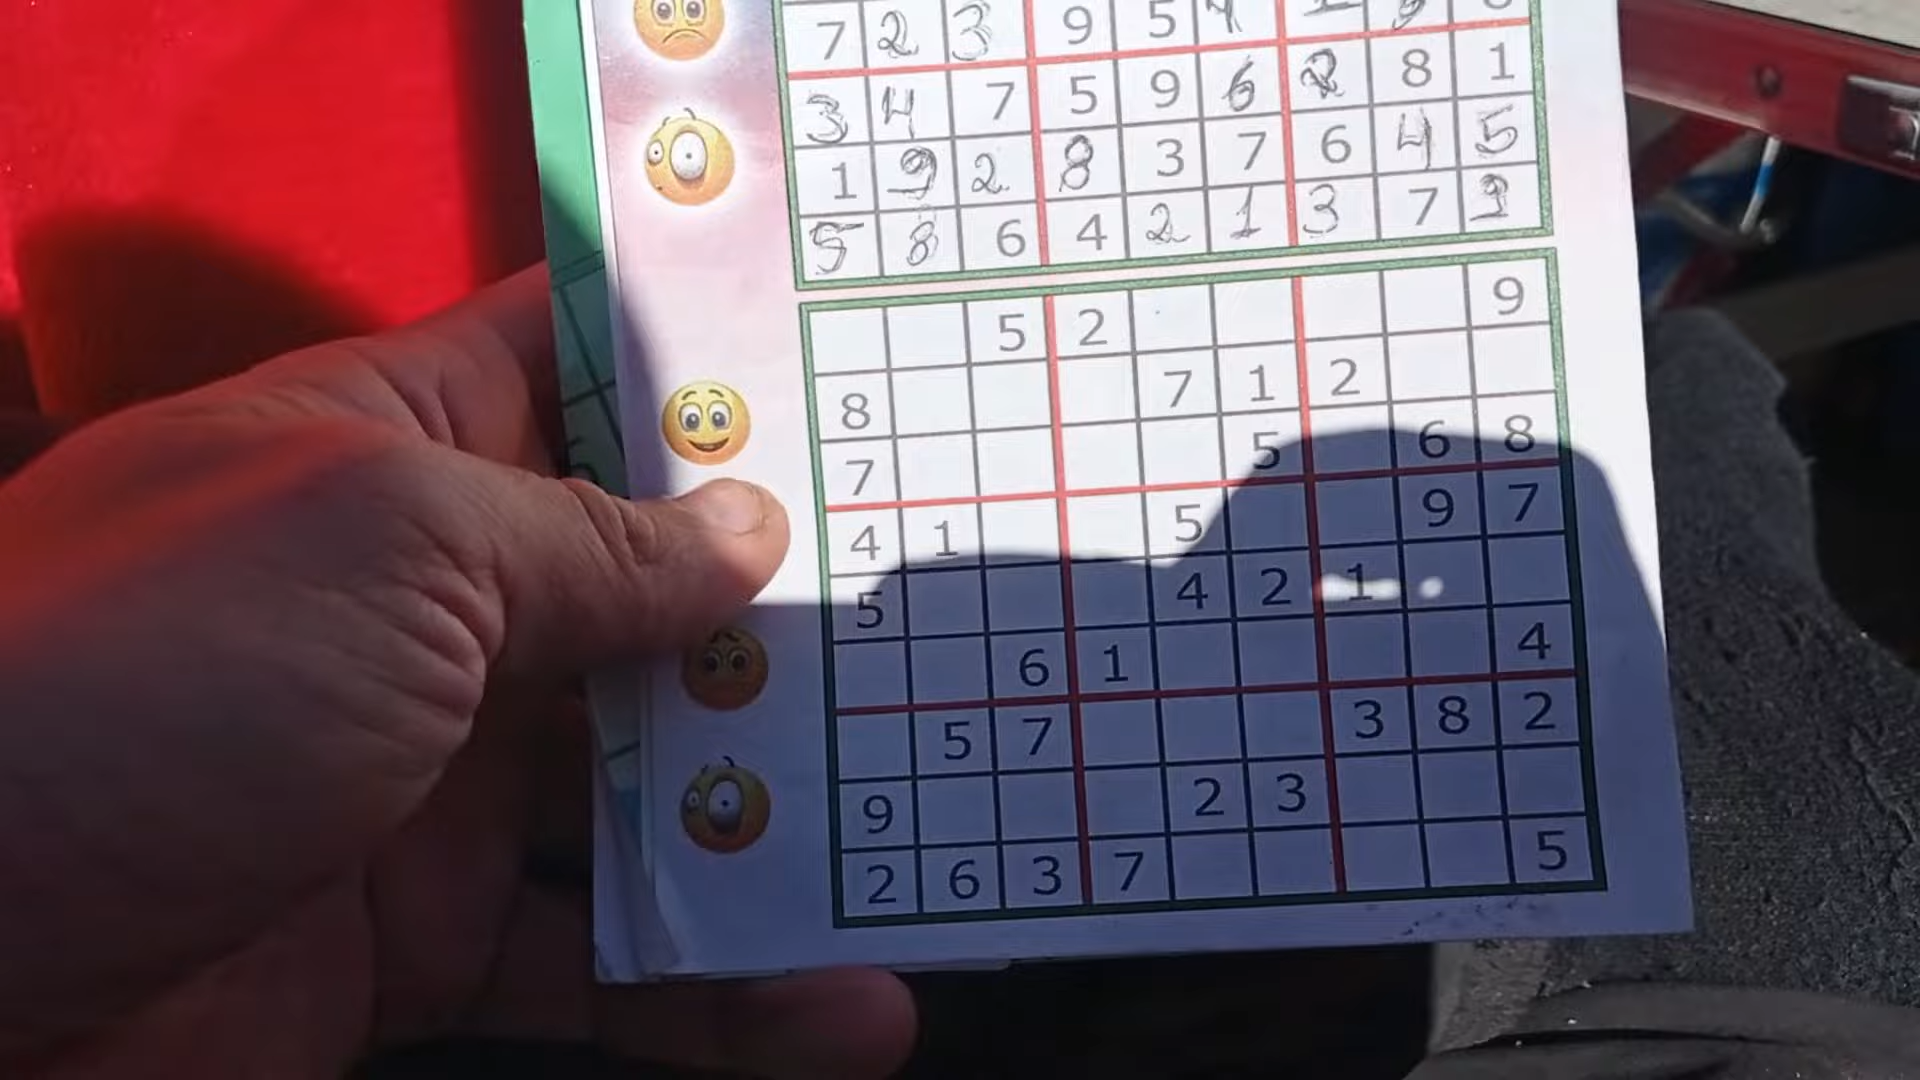 7 2 3 9 5 4
3 4 7 5 9 6 2 8 1
1 9 2 8 3 7 6 4 5
5 8 6 4 2 1 3 7 9
5 2 9
8 7 1 2
7 5 6 8
4 1 5 9 7
5 4 2 1
6 1 4
5 7 3 8 2
9 2 3
2 6 3 7 5